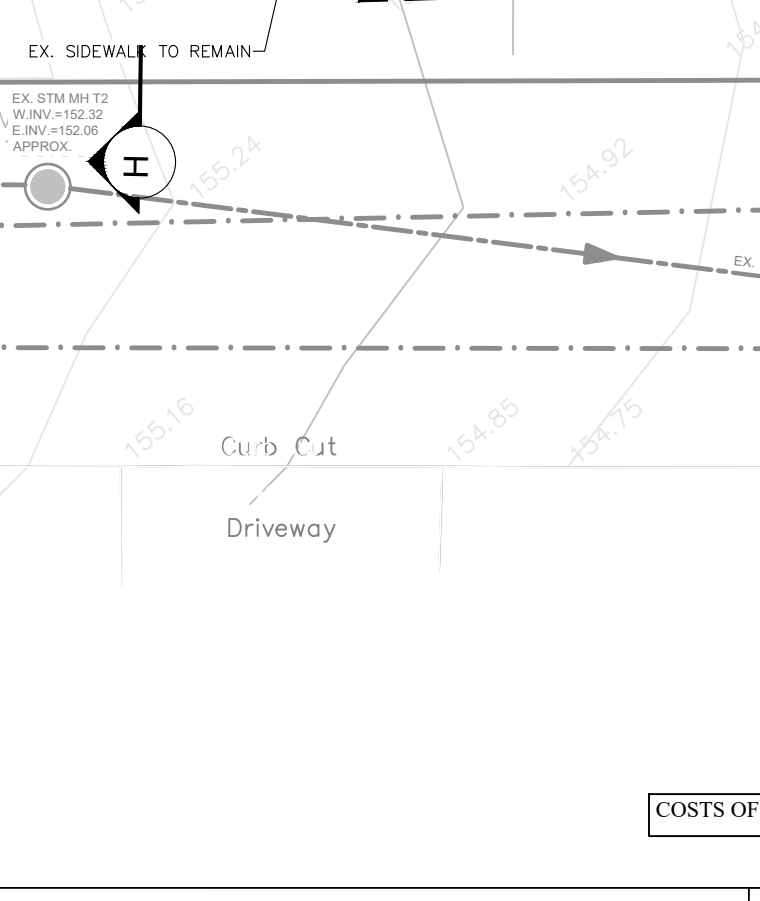 EX. SIDEWALK TO REMAIN
EX. STM MH T2
W.INV.=152.32
E.INV.=152.06
APPROX.
H
155.24
154.92
EX.
155.16
154.85
154.75
Curb Cut
Driveway
COSTS OF